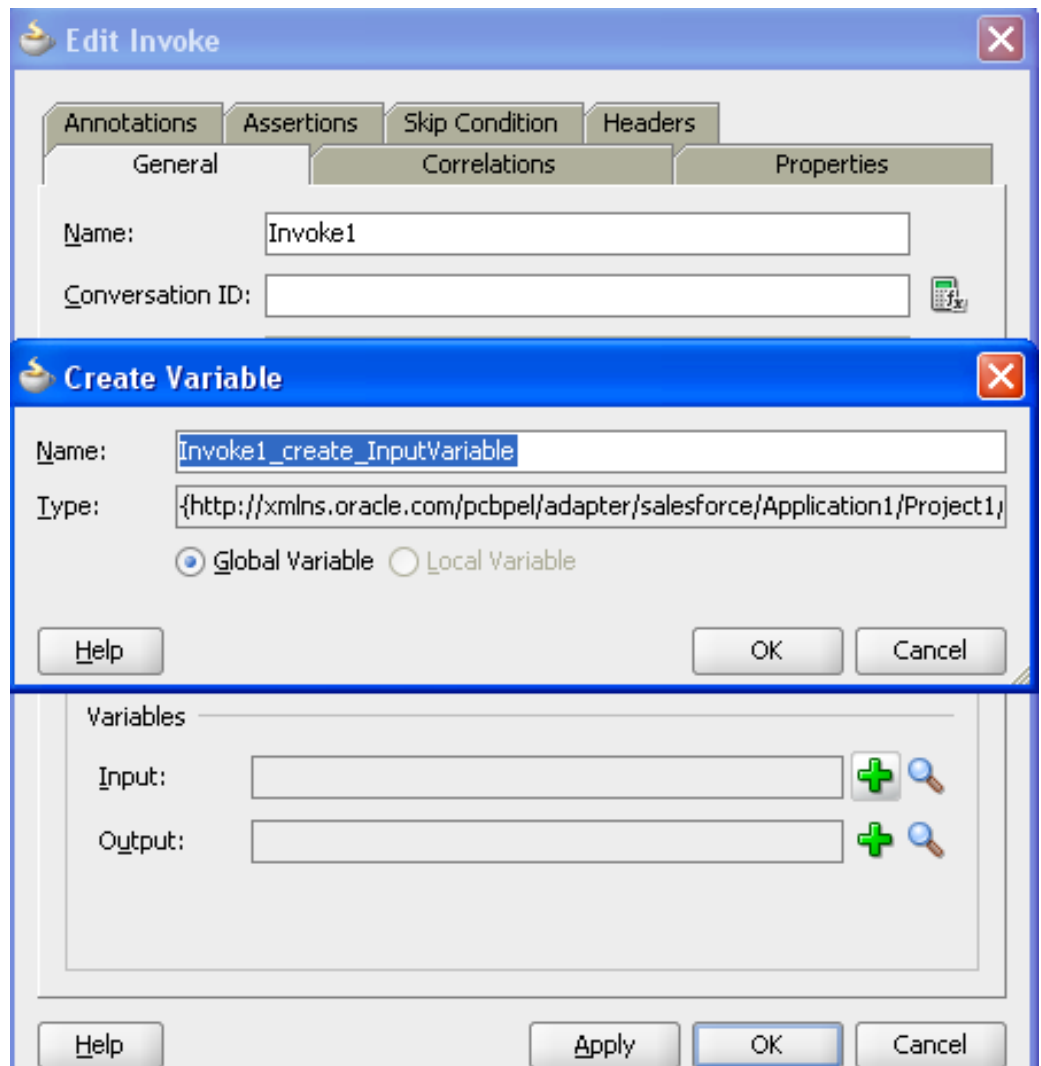 Edit Invoke
Annotations Assertions Skip Condition Headers
General Correlations Properties
Name: Invoke1
Conversation ID:
Create Variable
Name: Invoke1_create_InputVariable
Type: {http://xmlns.oracle.com/pcbpel/adapter/salesforce/Application1/Project1/
Global Variable Local Variable
Help OK Cancel
Variables
Input:
Output:
Help Apply OK Cancel